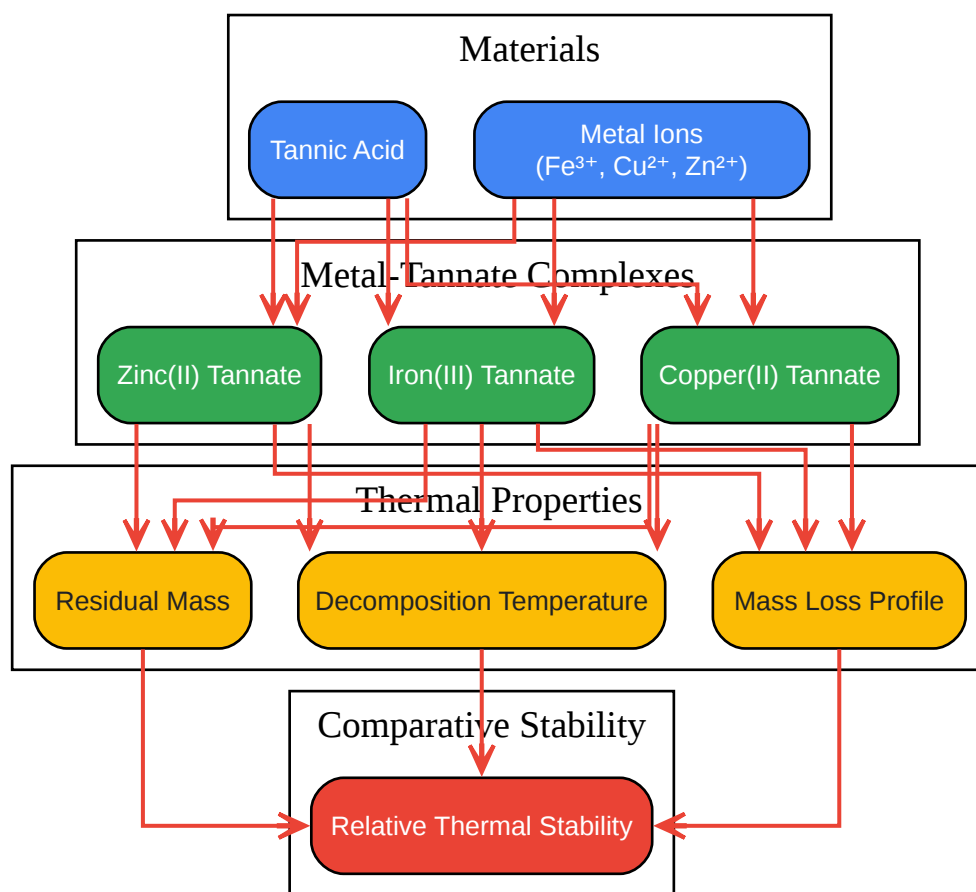 Materials
Tannic Acid
Metal Ions
(Fe³⁺, Cu²⁺, Zn²⁺)
Metal-Tannate Complexes
Zinc(II) Tannate
Iron(III) Tannate
Copper(II) Tannate
Thermal Properties
Residual Mass
Decomposition Temperature
Mass Loss Profile
Comparative Stability
Relative Thermal Stability